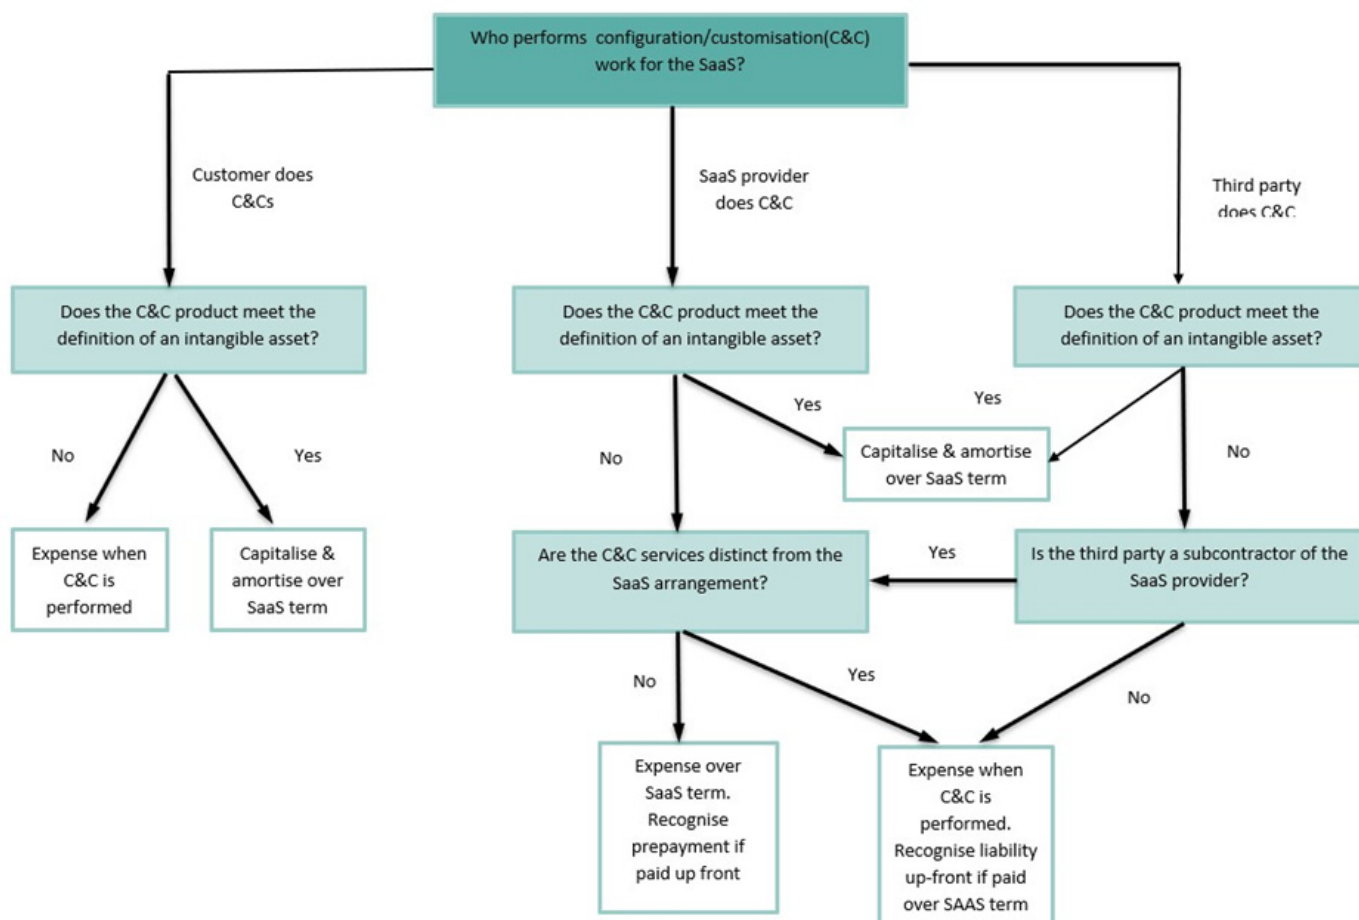 Who performs  configuration/customisation(C&C)
work for the SaaS?
Customer does
C&Cs
SaaS provider
does C&C
Third party
does C&C
Does the C&C product meet the
definition of an intangible asset?
Does the C&C product meet the
definition of an intangible asset?
Does the C&C product meet the
definition of an intangible asset?
No
Yes
No
Yes
Yes
No
Capitalise & amortise
over SaaS term
Expense when
C&C is
performed
Capitalise &
amortise over
SaaS term
Are the C&C services distinct from the
SaaS arrangement?
Yes
Is the third party a subcontractor of the
SaaS provider?
No
Yes
No
Expense over
SaaS term.
Recognise
prepayment if
paid up front
Expense when
C&C is
performed.
Recognise liability
up-front if paid
over SAAS term